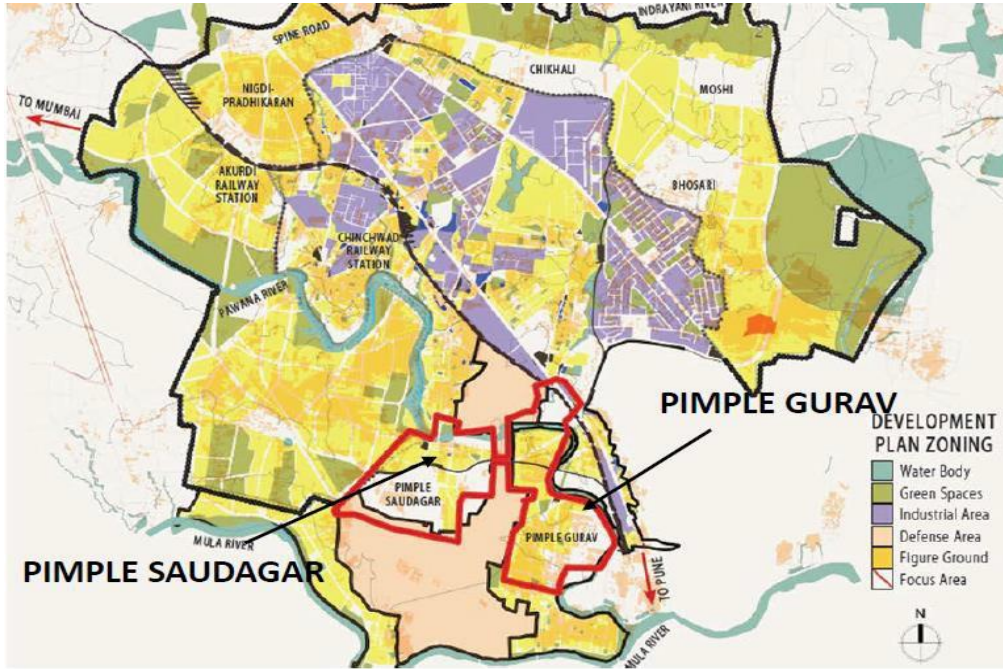 INDRAYANI RIVER
SPINE ROAD
CHIKHALI
NIGDI-
PRADHIKARAN
MOSHI
TO MUMBAI
AKURDI
RAILWAY
STATION
BHOSARI
CHINCHWAD
RAILWAY
STATION
PAWANA RIVER
PIMPLE GURAV
DEVELOPMENT
PLAN ZONING
Water Body
Green Spaces
Industrial Area
Defense Area
Figure Ground
Focus Area
PIMPLE
SAUDAGAR
MULA RIVER
PIMPLE GURAV
PIMPLE SAUDAGAR
TO PUNE
MULA RIVER
N